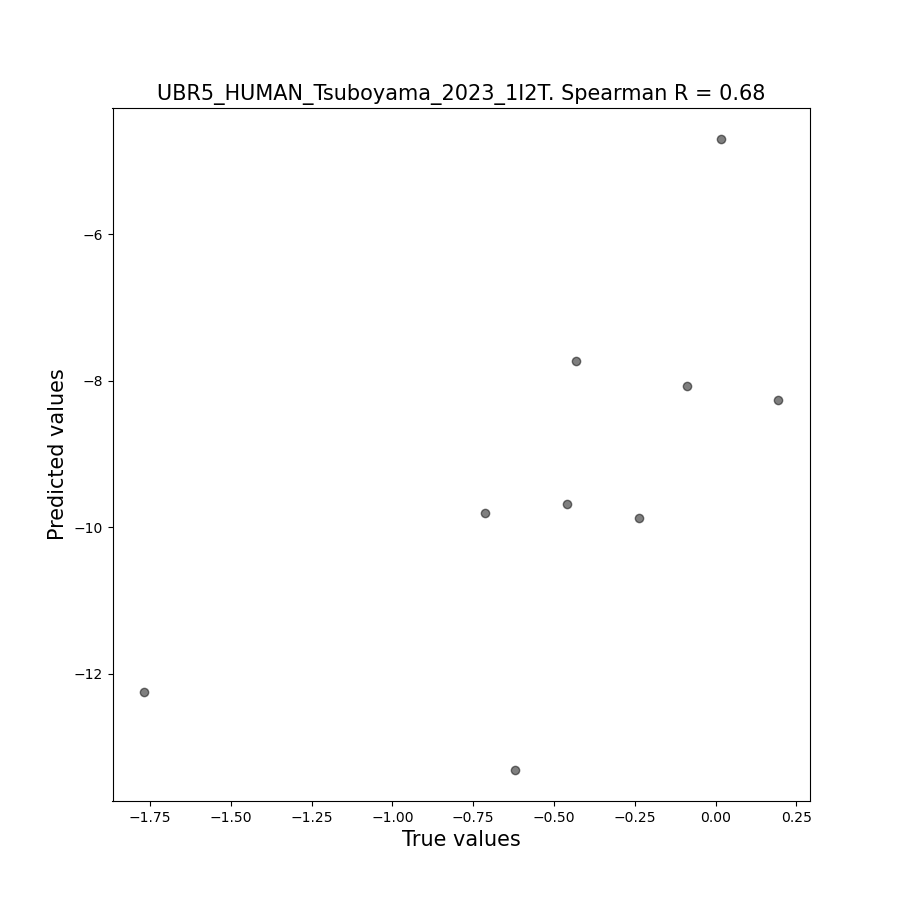 UBR5_HUMAN_Tsuboyama_2023_1I2T. Spearman R = 0.68
Predicted values
−6
−8
−10
−12
−1.75 −1.50 −1.25 −1.00 −0.75 −0.50 −0.25 0.00 0.25
True values